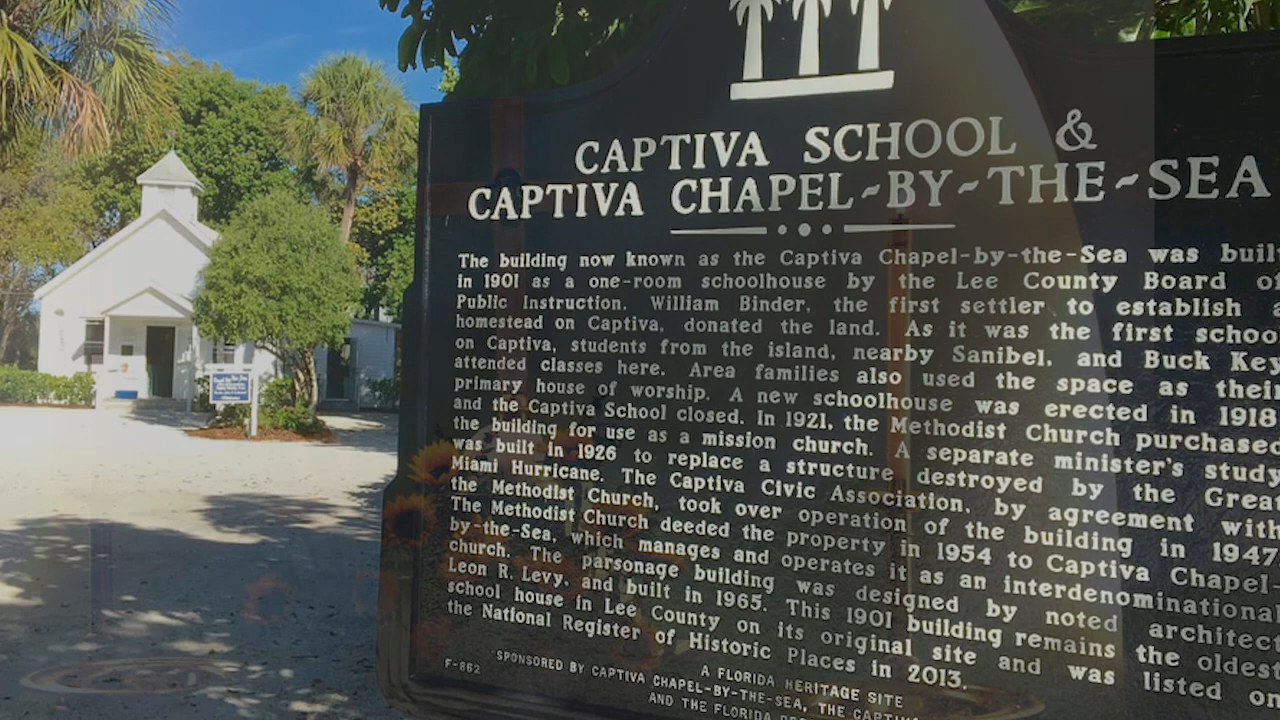 CAPTIVA SCHOOL &
CAPTIVA CHAPEL~BY~THE~SEA
The building now known as the Captiva Chapel-by-the-Sea was buil
in 1901 as a one-room schoolhouse by the Lee County Board o
Public Instruction. William Binder, the first settler to establish
homestead on Captiva, donated the land. As it was the first schoo
on Captiva, students from the island, nearby Sanibel, and Buck Key
attended classes here. Area families also used the space as thei
primary house of worship. A new schoolhouse was erected in 1918
and the Captiva School closed. In 1921, the Methodist Church purchased
the building for use as a mission church. A separate minister's study
was built in 1926 to replace a structure destroyed by the Grea
Miami Hurricane. The Captiva Civic Association, by agreement with
the Methodist Church, took over operation of the building in 1947
The Methodist Church deeded the property in 1954 to Captiva Chapel-
by-the-Sea, which manages and operates it as an interdenominational
church. The parsonage building was designed by noted architec
Leon R. Levy, and built in 1965. This 1901 building remains the oldest
school house in Lee County on its original site and was listed on
the National Register of Historic Places in 2013.
A FLORIDA HERITAGE SITE
SPONSORED BY CAPTIVA CHAPEL-BY-THE-SEA, THE CAPTIVA
F-862
AND THE FLORIDA